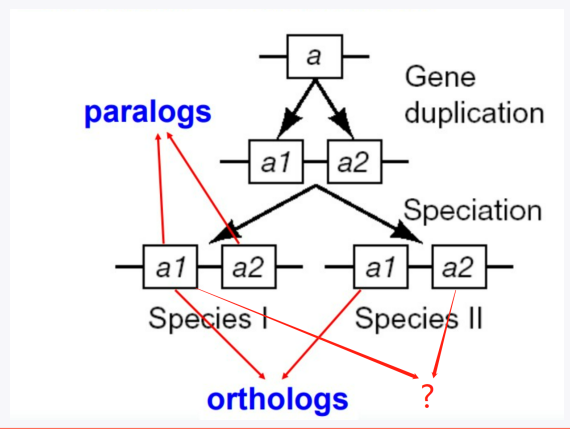 a
Gene
duplication
paralogs
a1 a2
Speciation
a1 a2 a1 a2
Species I Species II
orthologs ?